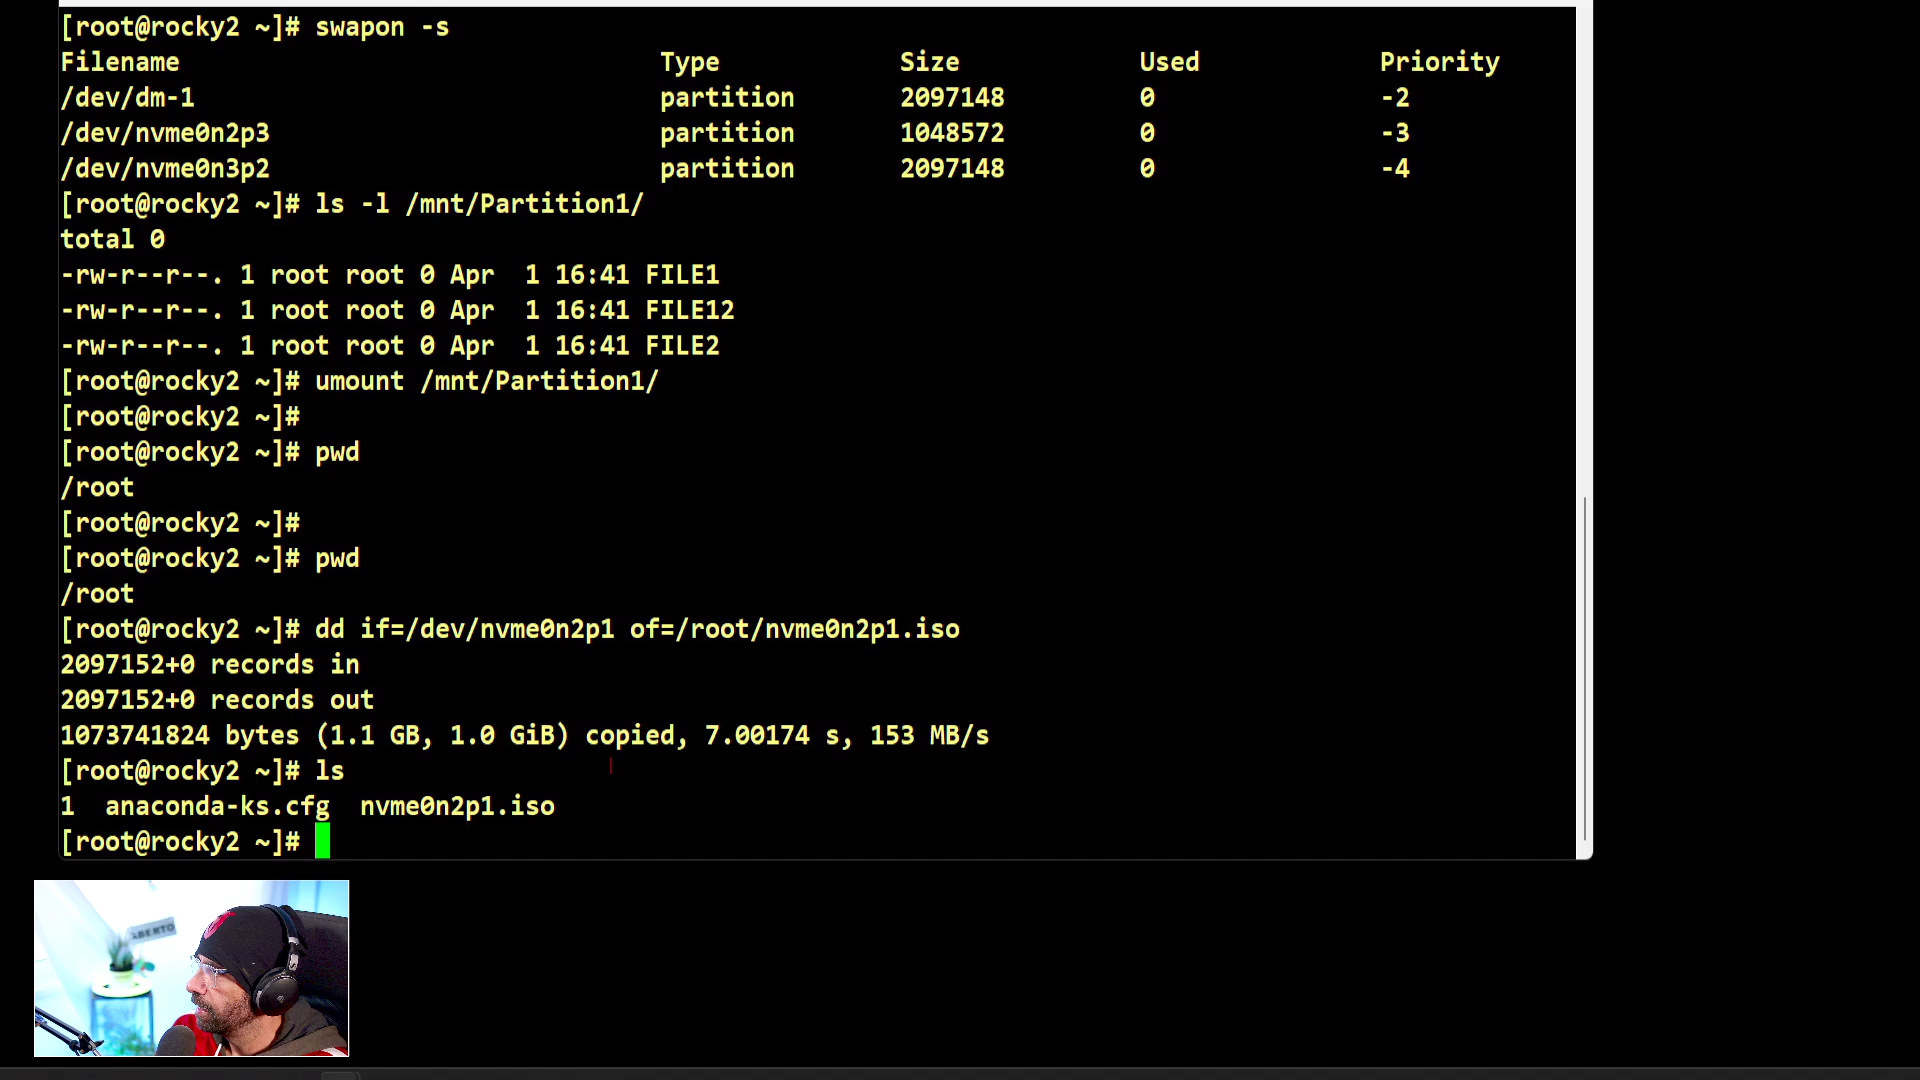 [root@rocky2 ~]# swapon -s
Filename Type Size Used Priority
/dev/dm-1 partition 2097148 0 -2
/dev/nvme0n2p3 partition 1048572 0 -3
/dev/nvme0n3p2 partition 2097148 0 -4
[root@rocky2 ~]# ls -l /mnt/Partition1/
total 0
-rw-r--r--. 1 root root 0 Apr  1 16:41 FILE1
-rw-r--r--. 1 root root 0 Apr  1 16:41 FILE12
-rw-r--r--. 1 root root 0 Apr  1 16:41 FILE2
[root@rocky2 ~]# umount /mnt/Partition1/
[root@rocky2 ~]#
[root@rocky2 ~]# pwd
/root
[root@rocky2 ~]#
[root@rocky2 ~]# pwd
/root
[root@rocky2 ~]# dd if=/dev/nvme0n2p1 of=/root/nvme0n2p1.iso
2097152+0 records in
2097152+0 records out
1073741824 bytes (1.1 GB, 1.0 GiB) copied, 7.00174 s, 153 MB/s
[root@rocky2 ~]# ls
1  anaconda-ks.cfg  nvme0n2p1.iso
[root@rocky2 ~]#